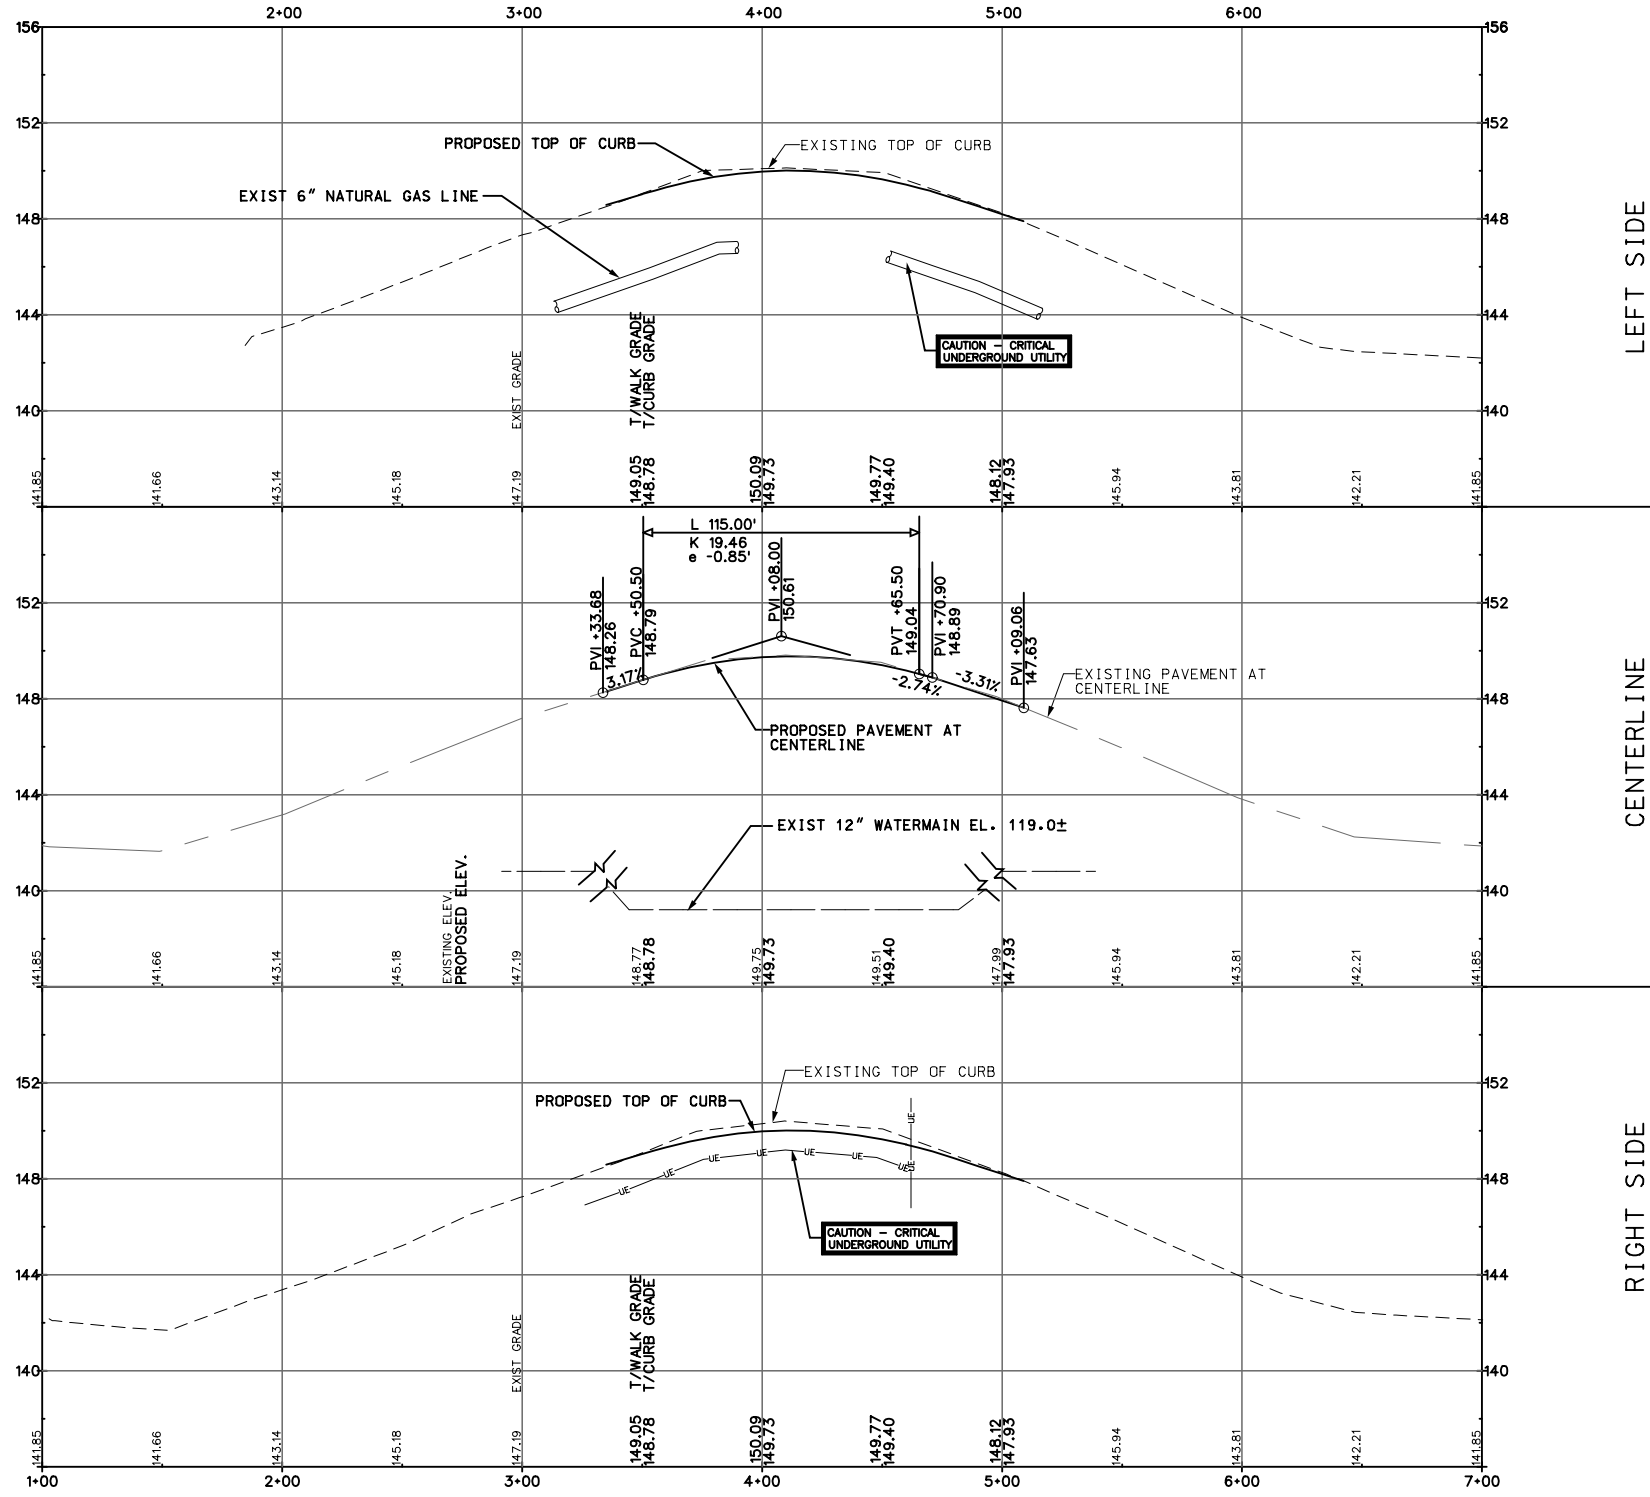 2+00 3+00 4+00 5+00 6+00
156 156
152 152
PROPOSED TOP OF CURB
EXISTING TOP OF CURB
EXIST 6" NATURAL GAS LINE
148 148
LEFT SIDE
144 144
CAUTION - CRITICAL
UNDERGROUND UTILITY
EXIST GRADE
T/WALK GRADE
T/CURB GRADE
140 140
141.85
141.66
143.14
145.18
147.19
149.05
148.78
150.09
149.73
149.77
149.40
148.12
147.93
145.94
143.81
142.21
141.85
L 115.00'
K 19.46
e -0.85'
PVI +33.68
148.26
PVC +50.50
148.79
PVI +08.00
150.61
PVT +65.50
149.04
PVI +70.90
148.89
PVI +09.06
147.63
152 152
3.17%
-2.74%
-3.31%
EXISTING PAVEMENT AT
CENTERLINE
148 148
PROPOSED PAVEMENT AT
CENTERLINE
CENTERLINE
144 144
EXIST 12" WATERMAIN EL. 119.0±
140 140
EXISTING ELEV.
PROPOSED ELEV.
141.85
141.66
143.14
145.18
147.19
148.77
148.78
149.75
149.73
149.51
149.40
147.99
147.93
145.94
143.81
142.21
141.85
152 152
EXISTING TOP OF CURB
PROPOSED TOP OF CURB
UE
UE
UE
UE
UE
UE
UE
UE
UE
148 148
CAUTION - CRITICAL
UNDERGROUND UTILITY
RIGHT SIDE
144 144
EXIST GRADE
T/WALK GRADE
T/CURB GRADE
140 140
141.85
141.66
143.14
145.18
147.19
149.05
148.78
150.09
149.73
149.77
149.40
148.12
147.93
145.94
143.81
142.21
141.85
1+00 2+00 3+00 4+00 5+00 6+00 7+00